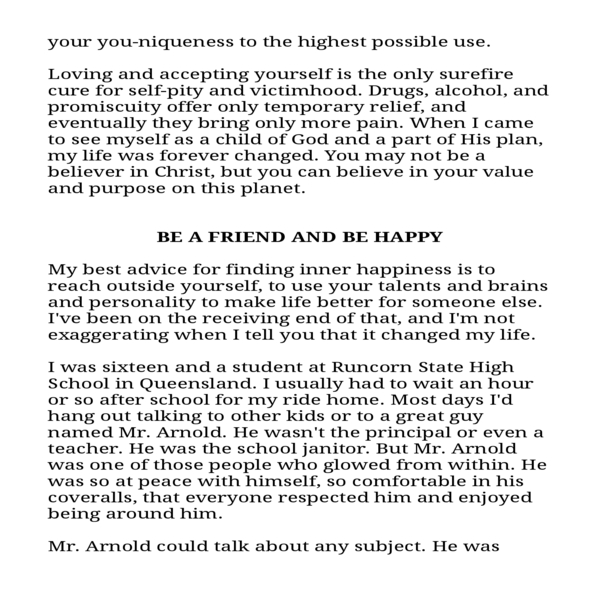 your you-niqueness to the highest possible use.
Loving and accepting yourself is the only surefire
cure for self-pity and victimhood. Drugs, alcohol, and
promiscuity offer only temporary relief, and
eventually they bring only more pain. When I came
to see myself as a child of God and a part of His plan,
my life was forever changed. You may not be a
believer in Christ, but you can believe in your value
and purpose on this planet.
BE A FRIEND AND BE HAPPY
My best advice for finding inner happiness is to
reach outside yourself, to use your talents and brains
and personality to make life better for someone else.
I've been on the receiving end of that, and I'm not
exaggerating when I tell you that it changed my life.
I was sixteen and a student at Runcorn State High
School in Queensland. I usually had to wait an hour
or so after school for my ride home. Most days I'd
hang out talking to other kids or to a great guy
named Mr. Arnold. He wasn't the principal or even a
teacher. He was the school janitor. But Mr. Arnold
was one of those people who glowed from within. He
was so at peace with himself, so comfortable in his
coveralls, that everyone respected him and enjoyed
being around him.
Mr. Arnold could talk about any subject. He was